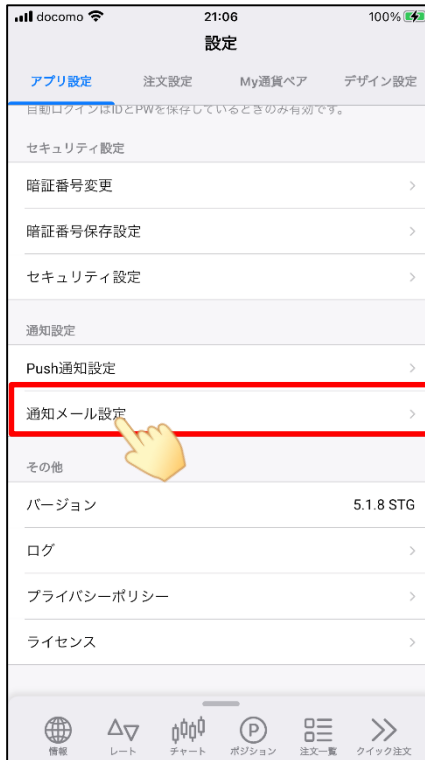 docomo 21:06 100%
設定
アプリ設定 注文設定 My通貨ペア デザイン設定
自動ログインはIDとPWを保存しているときのみ有効です。
セキュリティ設定
暗証番号変更
暗証番号保存設定
セキュリティ設定
通知設定
Push通知設定
通知メール設定
その他
バージョン 5.1.8 STG
ログ
プライバシーポリシー
ライセンス
情報 レート チャート P ポジション 注文一覧 クイック注文